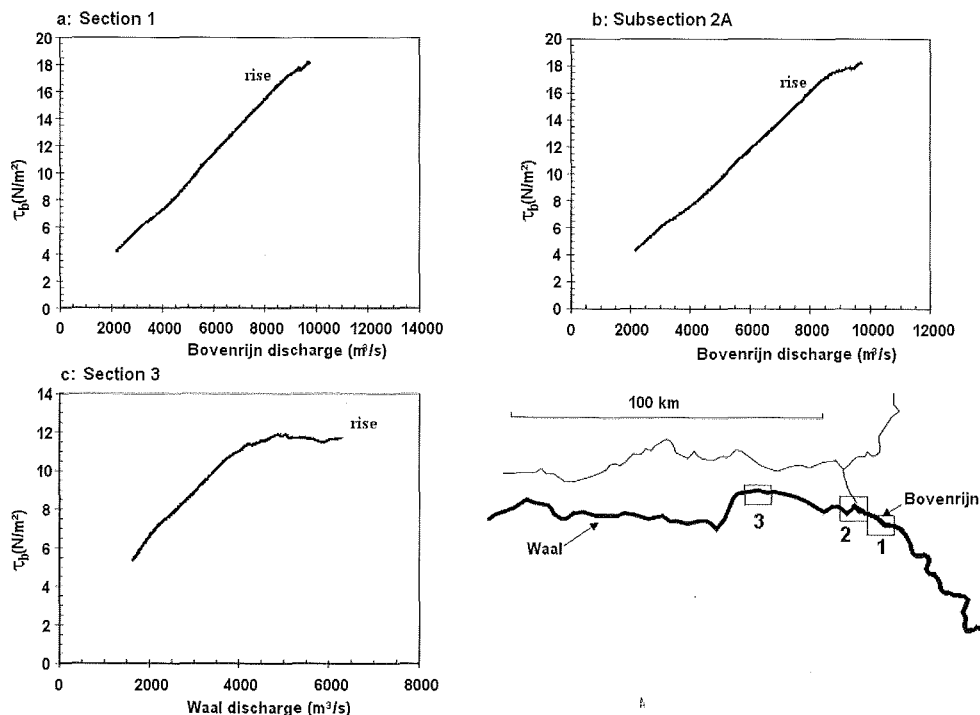 a: Section 1
20
18
16
14
12
10
8
6
4
2
0
τb(N/m²)
rise
0 2000 4000 6000 8000 10000 12000 14000
Bovenrijn discharge (m³/s)
b: Subsection 2A
20
18
16
14
12
10
8
6
4
2
0
τb(N/m²)
rise
0 2000 4000 6000 8000 10000 12000
Bovenrijn discharge (m³/s)
c: Section 3
14
12
10
8
6
4
2
0
τb(N/m²)
rise
0 2000 4000 6000 8000
Waal discharge (m³/s)
100 km
Bovenrijn
3
2
1
Waal